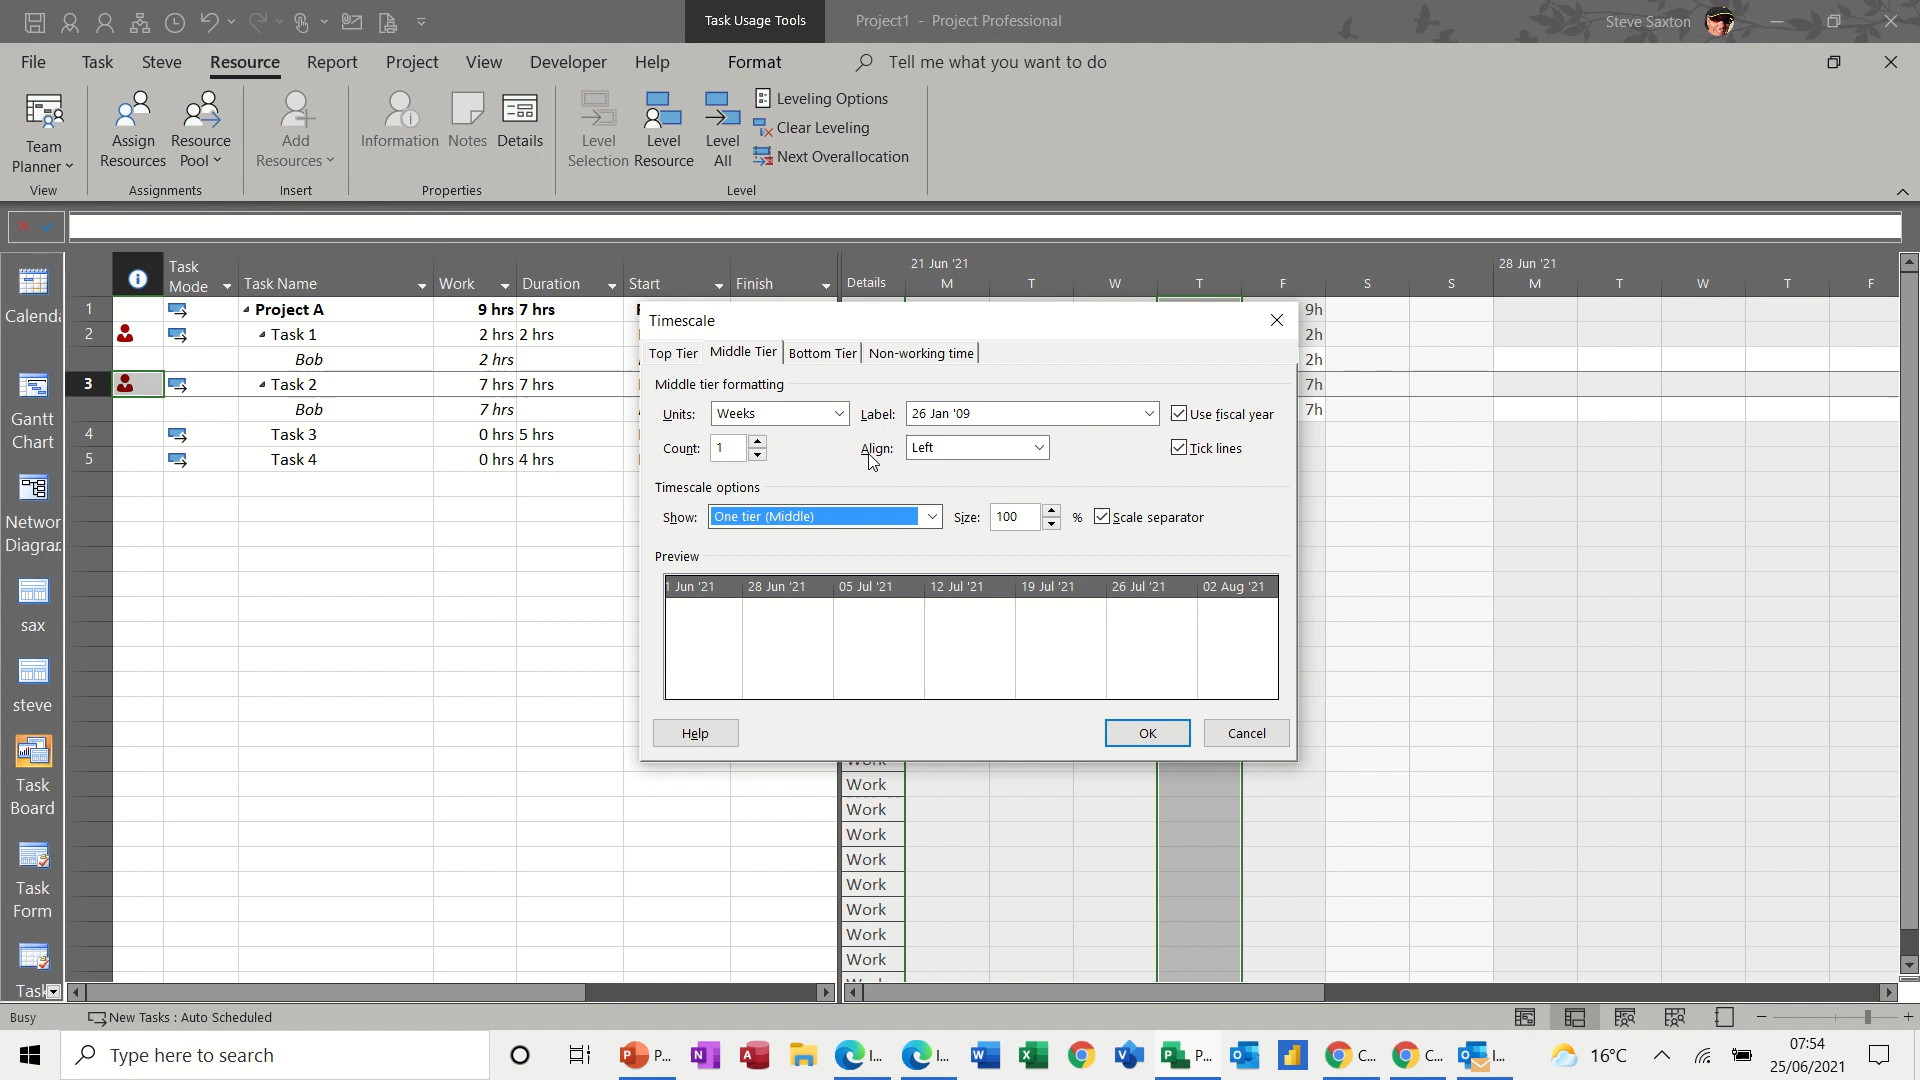 Task Usage Tools
Project1 - Project Professional
Steve Saxton
File Task Steve Resource Report Project View Developer Help Format Tell me what you want to do
Team Planner
Assign Resources
Resource Pool
Add Resources
Information
Notes
Details
Level Selection
Level Resource
Level All
Leveling Options
Clear Leveling
Next Overallocation
View Assignments Insert Properties Level
Task Mode Task Name Work Duration Start Finish
Details 21 Jun '21 28 Jun '21
M T W T F S S M T W T F
1 Project A 9 hrs 7 hrs 9h
2 Task 1 2 hrs 2 hrs 2h
Bob 2 hrs 2h
3 Task 2 7 hrs 7 hrs 7h
Bob 7 hrs 7h
4 Task 3 0 hrs 5 hrs
5 Task 4 0 hrs 4 hrs
Calenda
Gantt
Chart
Networ
Diagrar
sax
steve
Task
Board
Task
Form
Task
Timescale
Top Tier Middle Tier Bottom Tier Non-working time
Middle tier formatting
Units: Weeks Label: 26 Jan '09 Use fiscal year
Count: 1 Align: Left Tick lines
Timescale options
Show: One tier (Middle) Size: 100 % Scale separator
Preview
1 Jun '21 28 Jun '21 05 Jul '21 12 Jul '21 19 Jul '21 26 Jul '21 02 Aug '21
Help OK Cancel
Work
Work
Work
Work
Work
Work
Work
Work
Busy New Tasks : Auto Scheduled
Type here to search
P... I... I... P... C... C... I...
16°C
07:54
25/06/2021